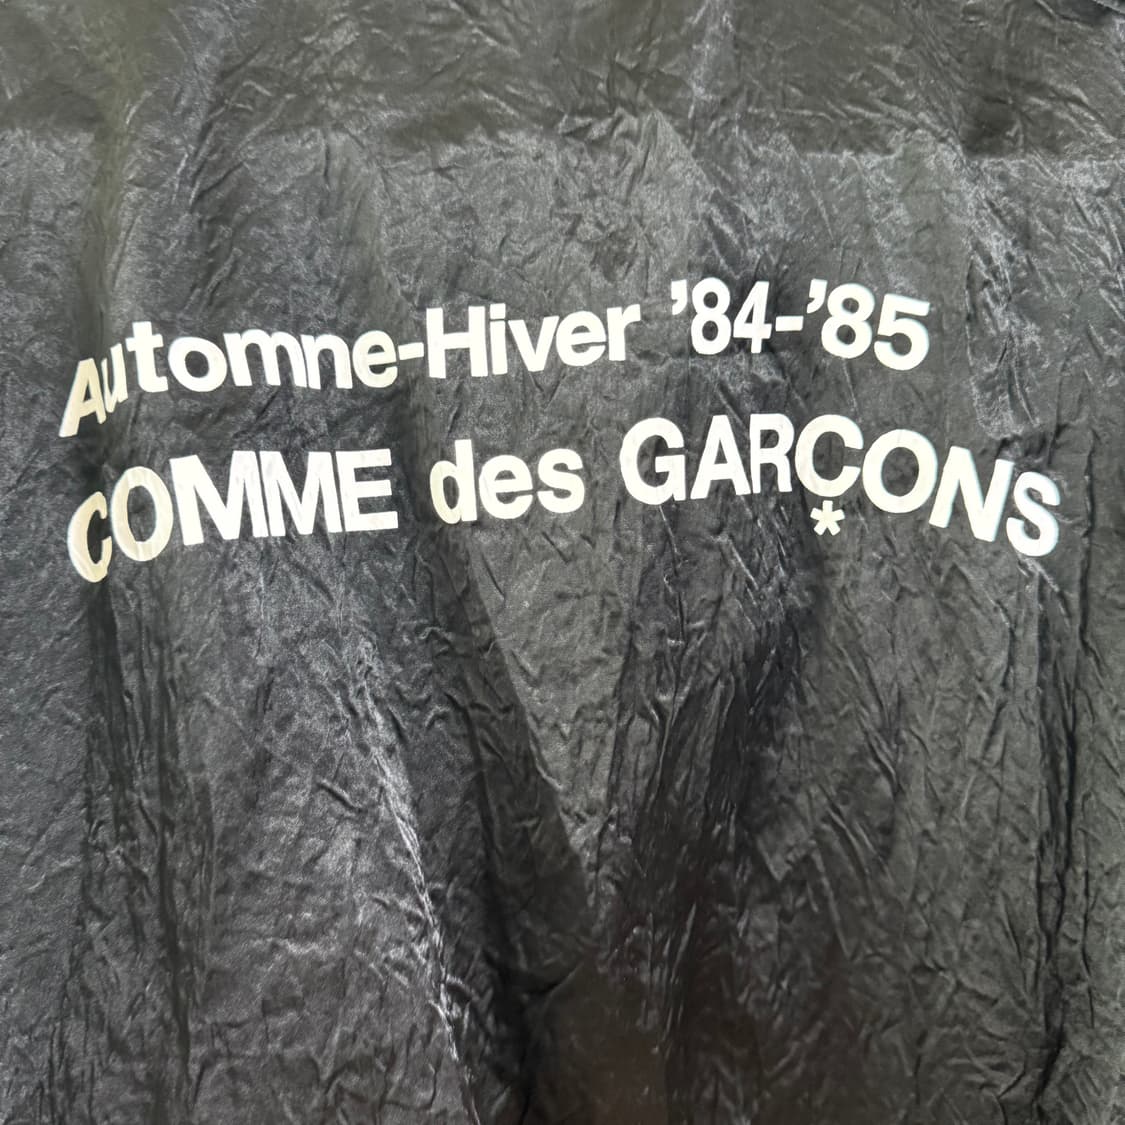 Automne-Hiver ’84-’85
COMME des GARÇONS
*